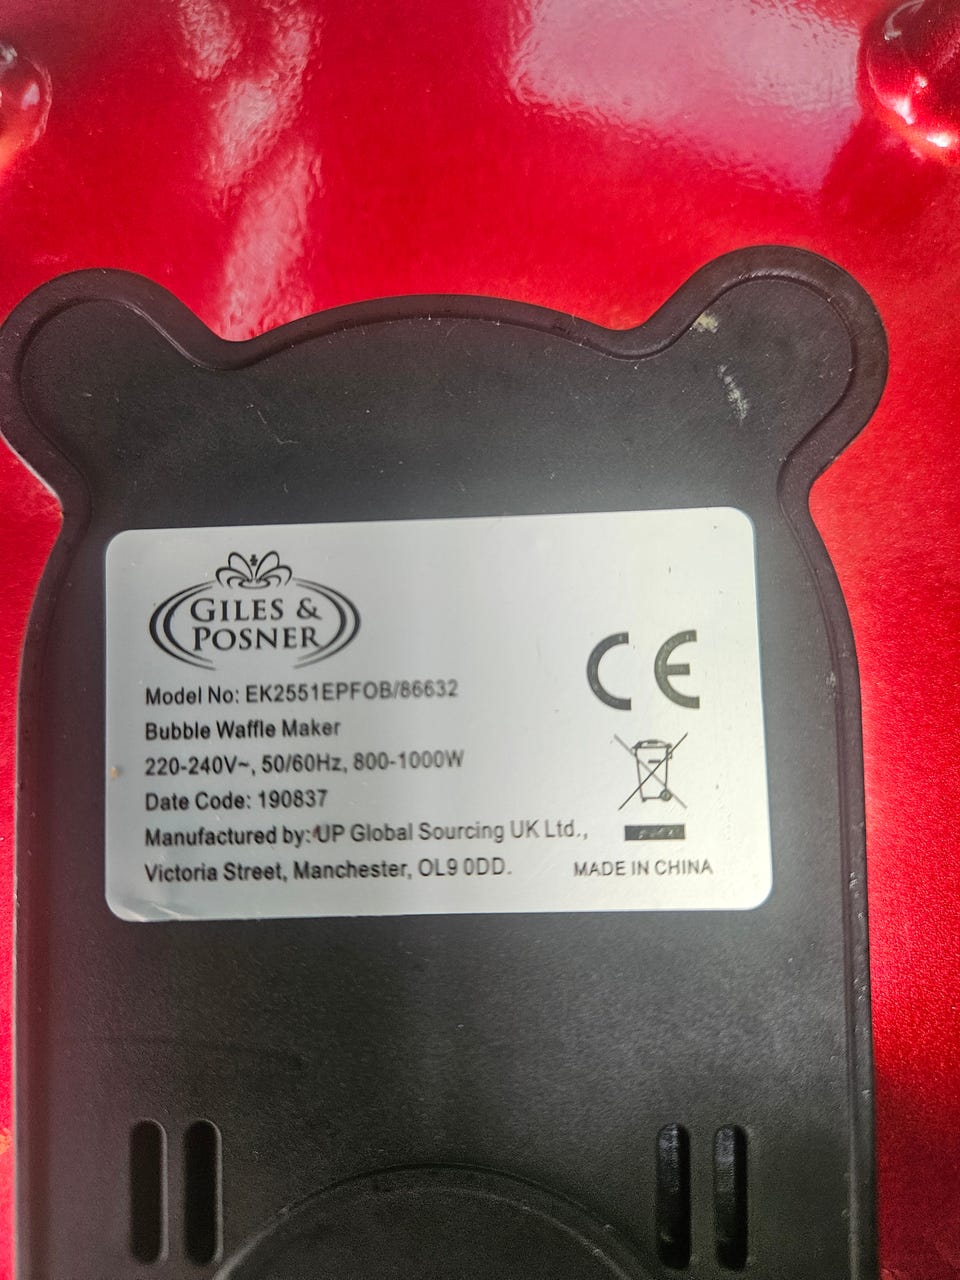 GILES &
POSNER
Model No: EK2551EPFOB/86632
Bubble Waffle Maker
220-240V~, 50/60Hz, 800-1000W
Date Code: 190837
Manufactured by: UP Global Sourcing UK Ltd.,
Victoria Street, Manchester, OL9 0DD.
CE
MADE IN CHINA